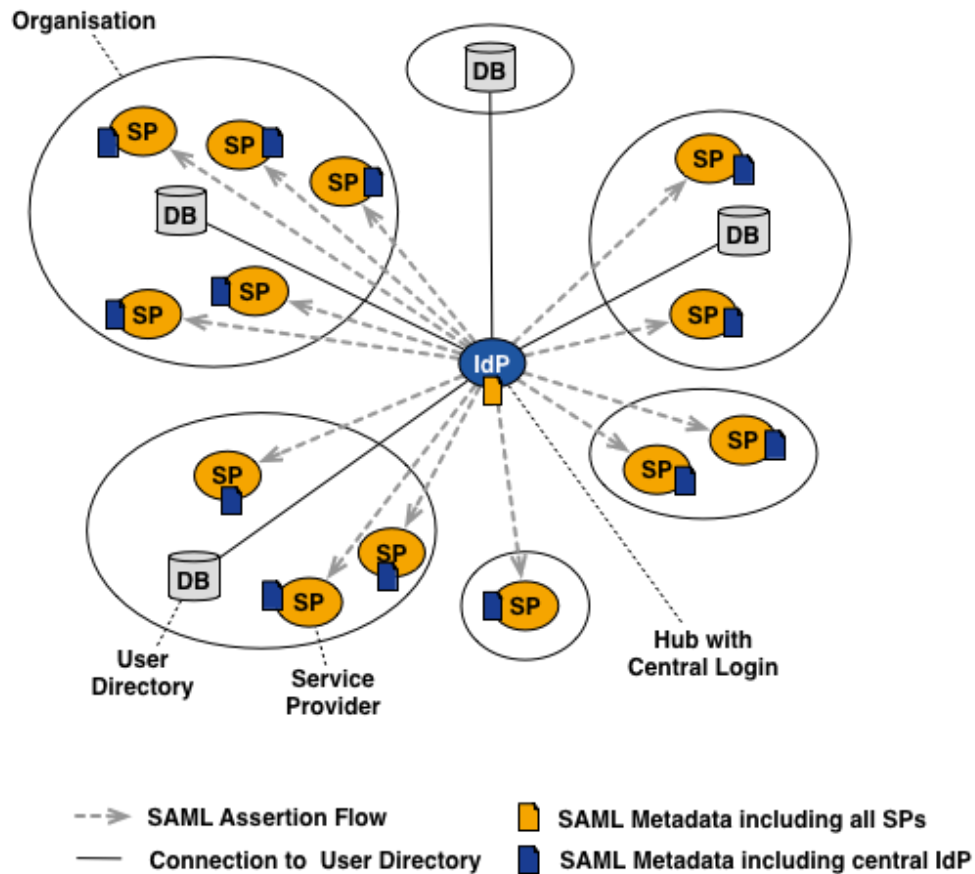 Organisation
DB
SP
SP
SP
DB
SP
SP
SP
DB
SP
IdP
SP
SP
SP
SP
DB
SP
SP
User
Directory
Service
Provider
Hub with
Central Login
SAML Assertion Flow
SAML Metadata including all SPs
Connection to User Directory
SAML Metadata including central IdP